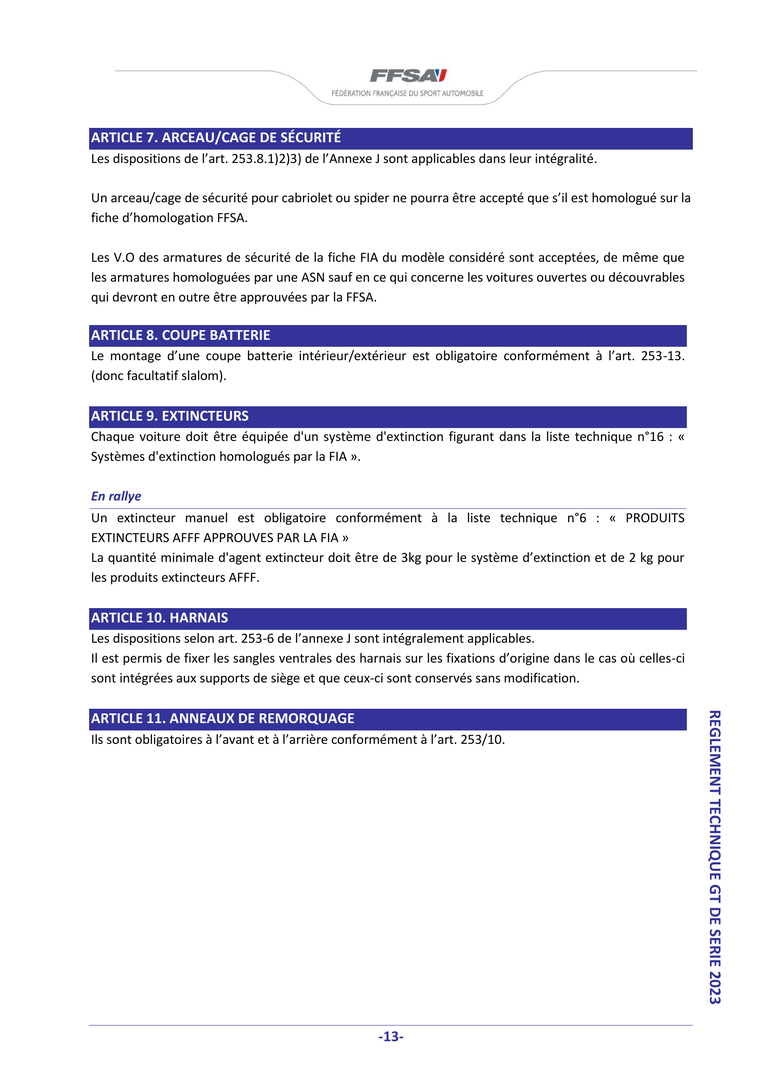 FFSA
FÉDÉRATION FRANÇAISE DU SPORT AUTOMOBILE
ARTICLE 7. ARCEAU/CAGE DE SÉCURITÉ
Les dispositions de l’art. 253.8.1)2)3) de l’Annexe J sont applicables dans leur intégralité.
Un arceau/cage de sécurité pour cabriolet ou spider ne pourra être accepté que s’il est homologué sur la
fiche d’homologation FFSA.
Les V.O des armatures de sécurité de la fiche FIA du modèle considéré sont acceptées, de même que
les armatures homologuées par une ASN sauf en ce qui concerne les voitures ouvertes ou découvrables
qui devront en outre être approuvées par la FFSA.
ARTICLE 8. COUPE BATTERIE
Le montage d’une coupe batterie intérieur/extérieur est obligatoire conformément à l’art. 253-13.
(donc facultatif slalom).
ARTICLE 9. EXTINCTEURS
Chaque voiture doit être équipée d'un système d'extinction figurant dans la liste technique n°16 : «
Systèmes d'extinction homologués par la FIA ».
En rallye
Un extincteur manuel est obligatoire conformément à la liste technique n°6 : « PRODUITS
EXTINCTEURS AFFF APPROUVES PAR LA FIA »
La quantité minimale d'agent extincteur doit être de 3kg pour le système d’extinction et de 2 kg pour
les produits extincteurs AFFF.
ARTICLE 10. HARNAIS
Les dispositions selon art. 253-6 de l’annexe J sont intégralement applicables.
Il est permis de fixer les sangles ventrales des harnais sur les fixations d’origine dans le cas où celles-ci
sont intégrées aux supports de siège et que ceux-ci sont conservés sans modification.
ARTICLE 11. ANNEAUX DE REMORQUAGE
Ils sont obligatoires à l’avant et à l’arrière conformément à l’art. 253/10.
REGLEMENT TECHNIQUE GT DE SERIE 2023
-13-